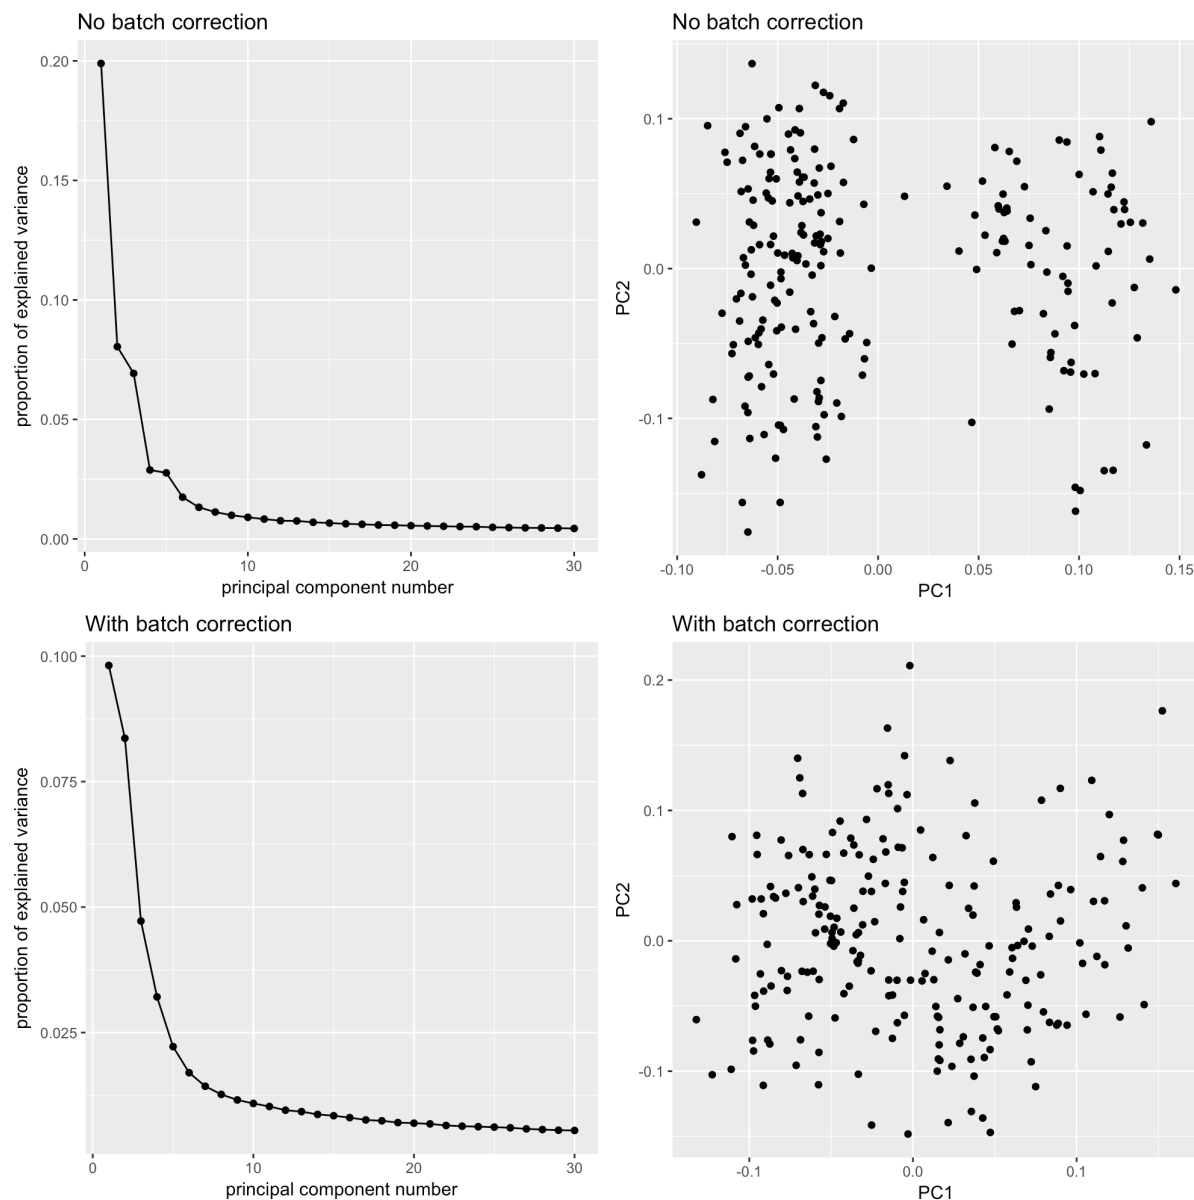 No batch correction
0.20
0.15
0.10
0.05
0.00
proportion of explained variance
0
10
20
30
principal component number
No batch correction
0.1
0.0
-0.1
PC2
-0.10
-0.05
0.00
0.05
0.10
0.15
PC1
With batch correction
0.100
0.075
0.050
0.025
proportion of explained variance
0
10
20
30
principal component number
With batch correction
0.2
0.1
0.0
-0.1
PC2
-0.1
0.0
0.1
PC1